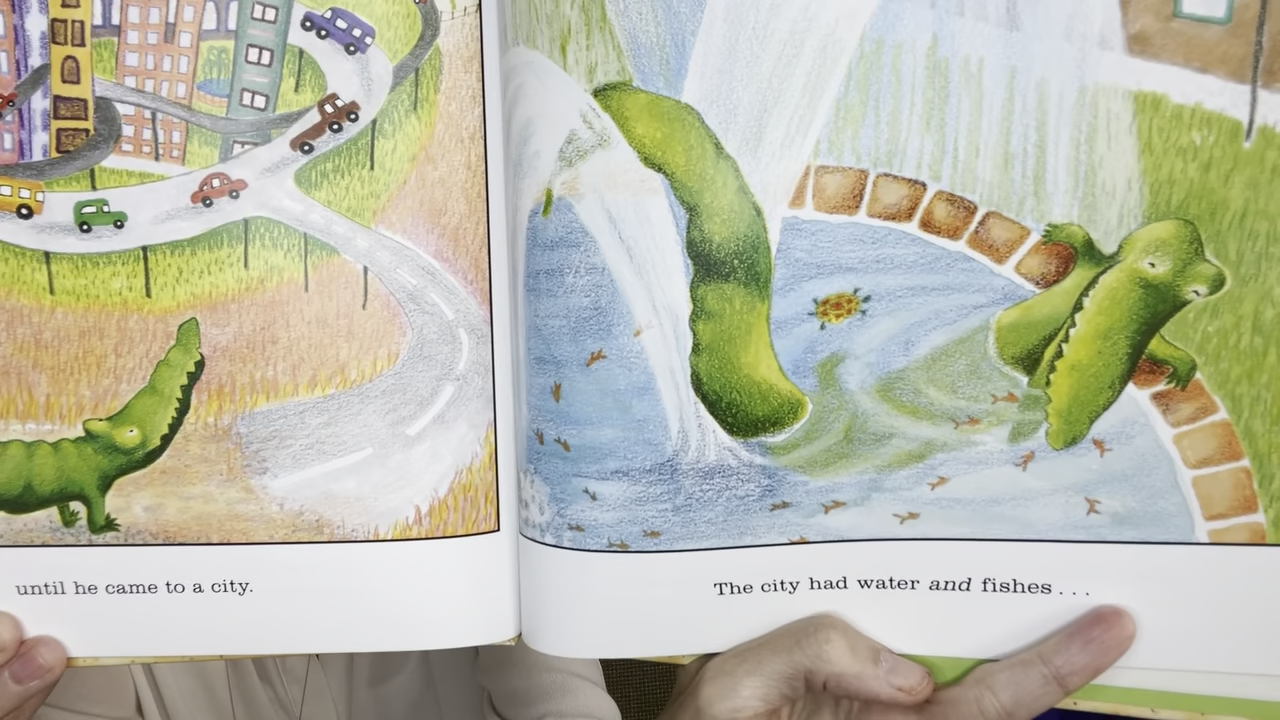 until he came to a city.
The city had water and fishes . . .